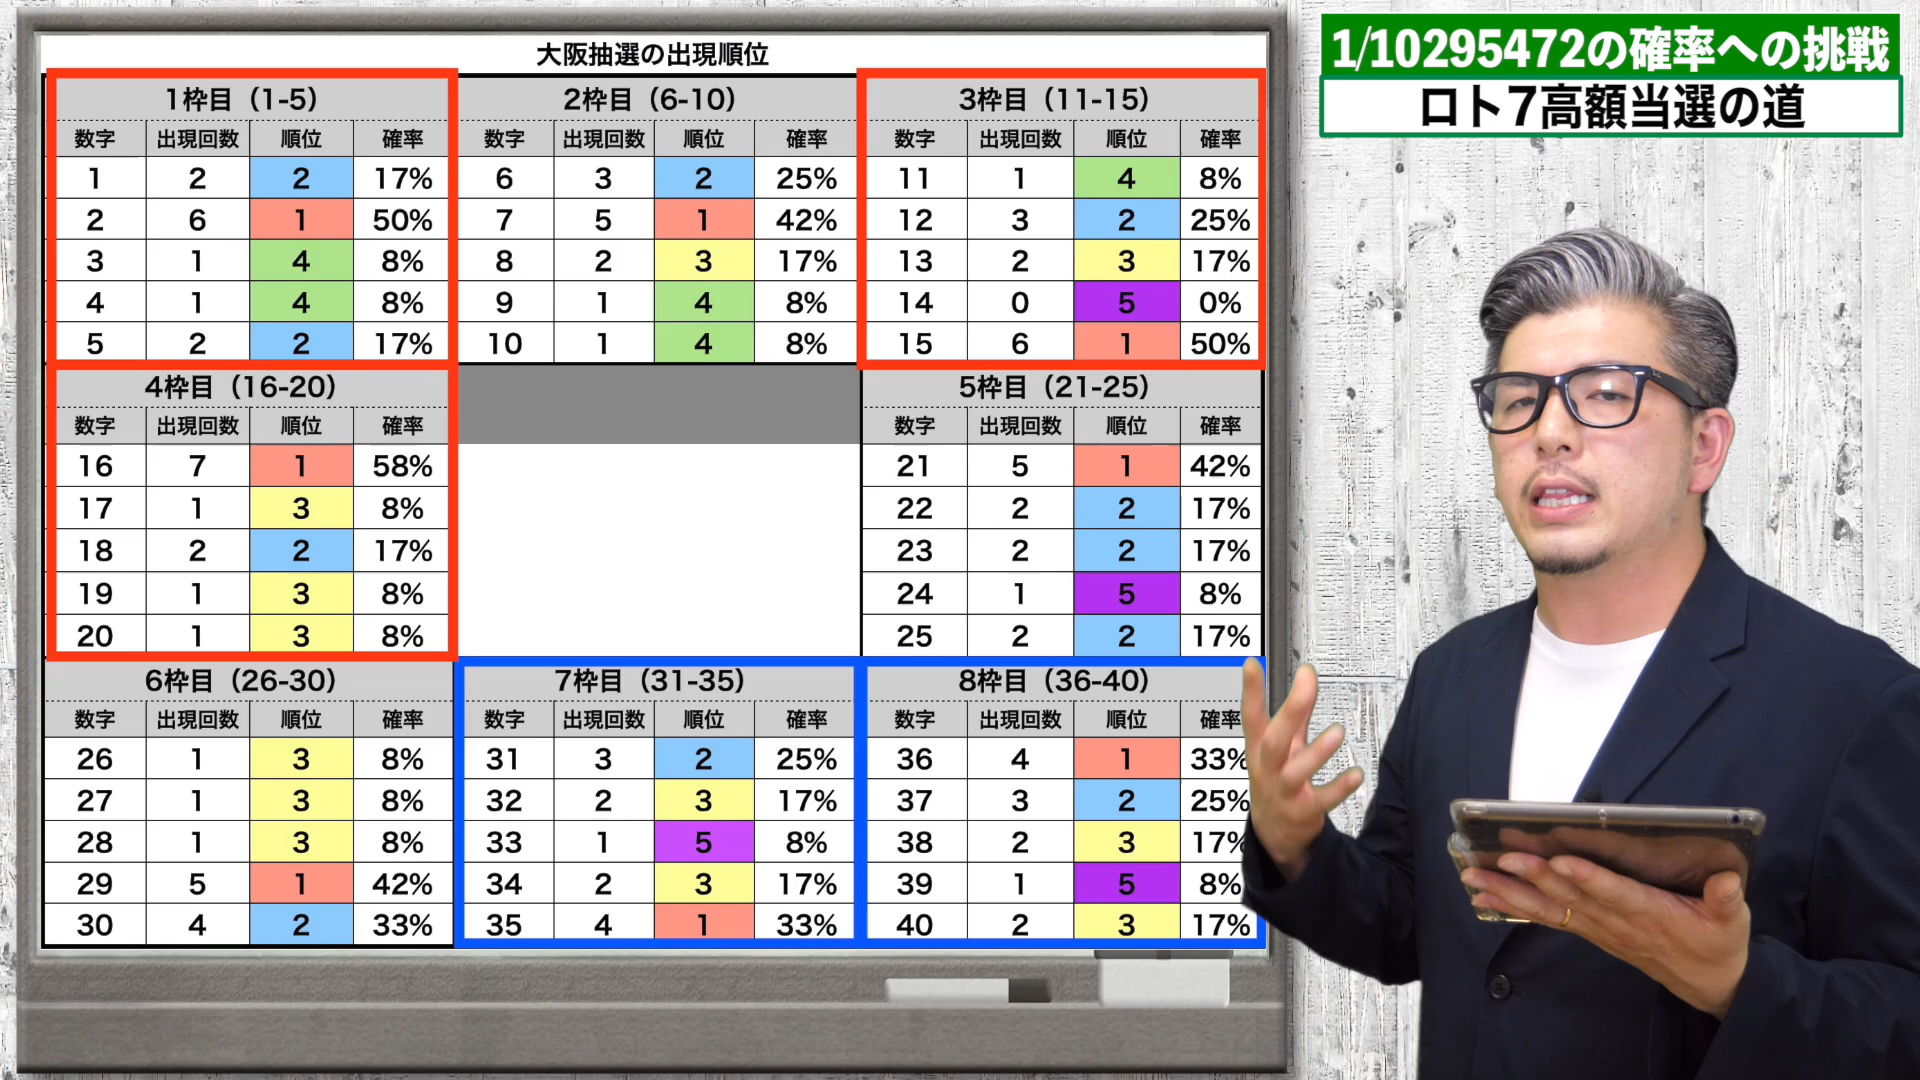 大阪抽選の出現順位
1/10295472の確率への挑戦
ロト7高額当選の道
1枠目（1-5） 2枠目（6-10） 3枠目（11-15）
数字 出現回数 順位 確率 数字 出現回数 順位 確率 数字 出現回数 順位 確率
1 2 2 17% 6 3 2 25% 11 1 4 8%
2 6 1 50% 7 5 1 42% 12 3 2 25%
3 1 4 8% 8 2 3 17% 13 2 3 17%
4 1 4 8% 9 1 4 8% 14 0 5 0%
5 2 2 17% 10 1 4 8% 15 6 1 50%
4枠目（16-20） 5枠目（21-25）
数字 出現回数 順位 確率 数字 出現回数 順位 確率
16 7 1 58% 21 5 1 42%
17 1 3 8% 22 2 2 17%
18 2 2 17% 23 2 2 17%
19 1 3 8% 24 1 5 8%
20 1 3 8% 25 2 2 17%
6枠目（26-30） 7枠目（31-35） 8枠目（36-40）
数字 出現回数 順位 確率 数字 出現回数 順位 確率 数字 出現回数 順位 確率
26 1 3 8% 31 3 2 25% 36 4 1 33%
27 1 3 8% 32 2 3 17% 37 3 2 25%
28 1 3 8% 33 1 5 8% 38 2 3 17%
29 5 1 42% 34 2 3 17% 39 1 5 8%
30 4 2 33% 35 4 1 33% 40 2 3 17%